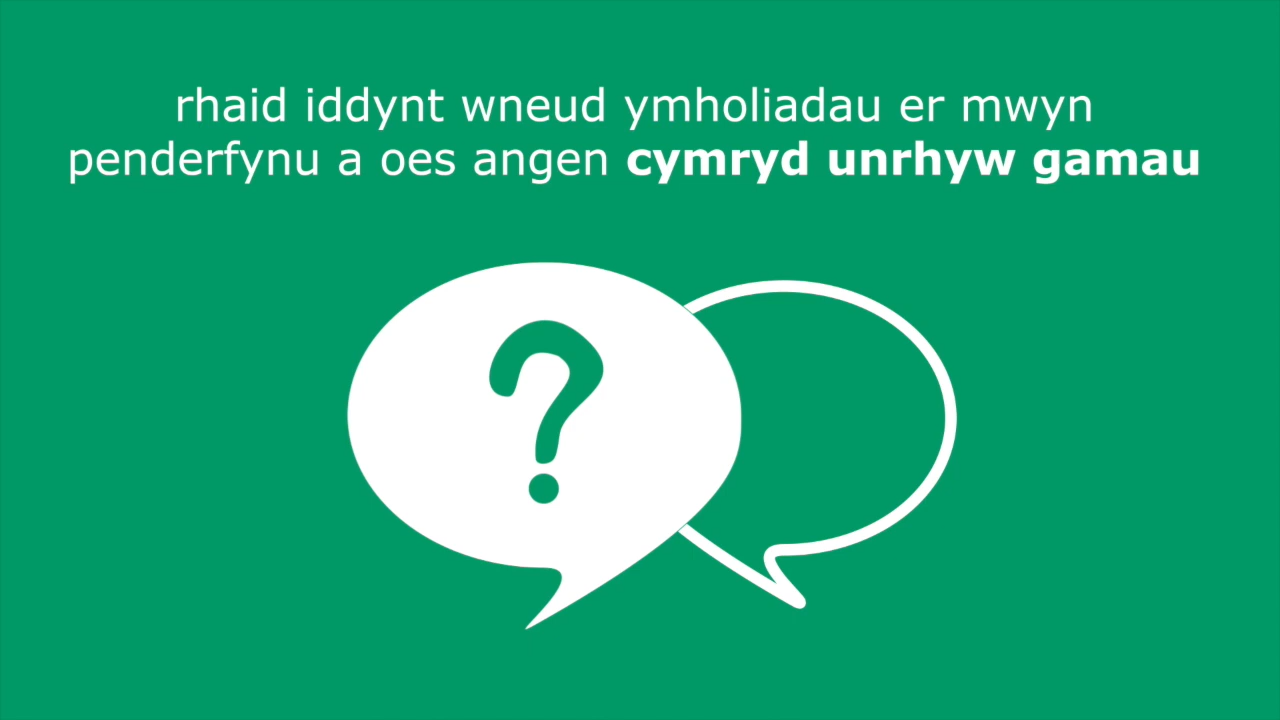 rhaid iddynt wneud ymholiadau er mwyn
penderfynu a oes angen cymryd unrhyw gamau
?